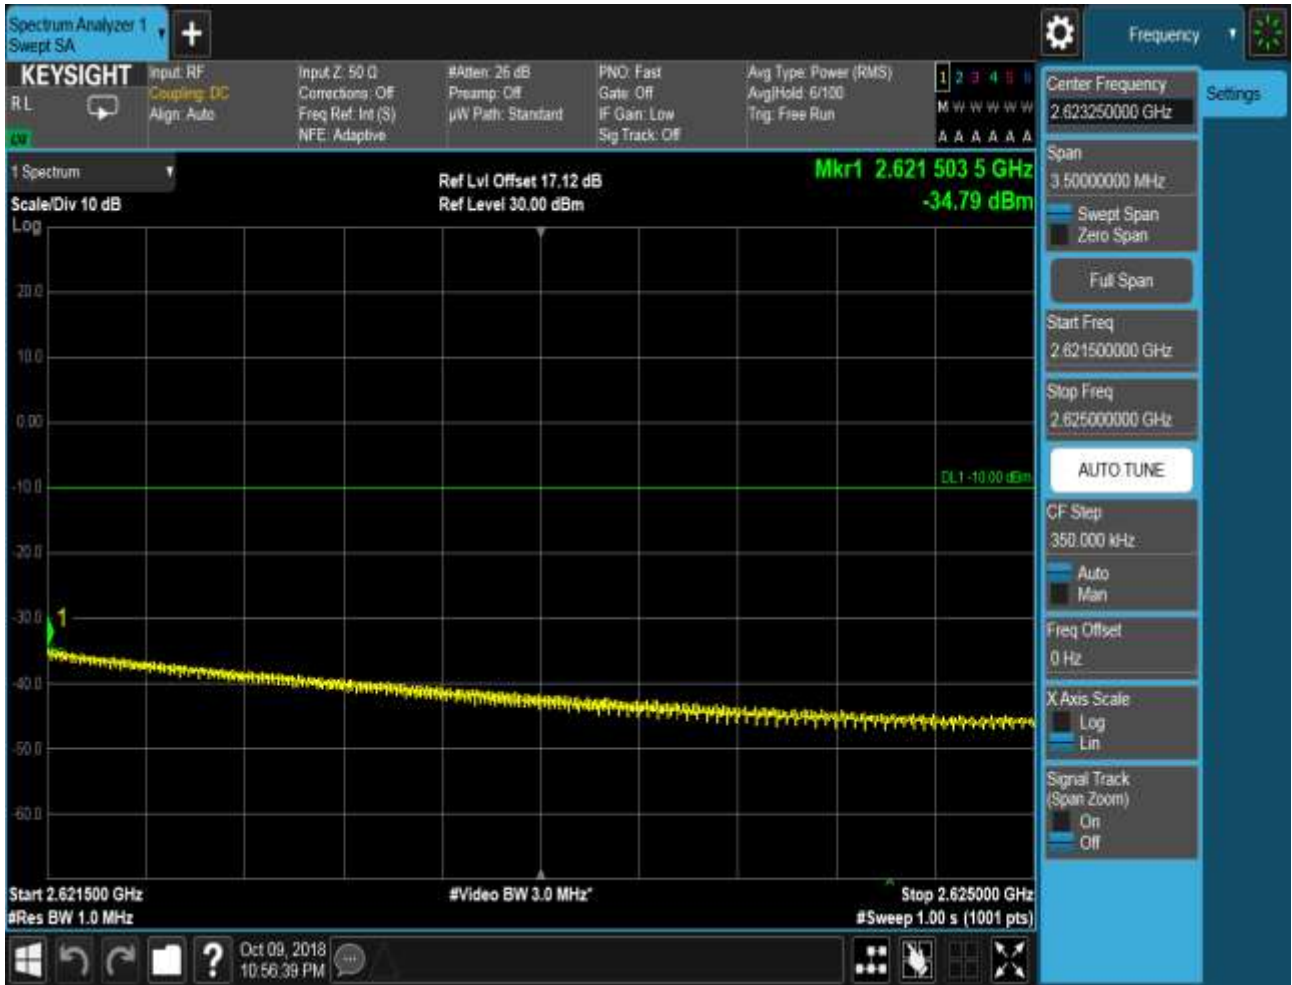 Spectrum Analyzer 1
Swept SA
Frequency
KEYSIGHT
RL
Input: RF
Coupling: DC
Align: Auto
Input Z: 50 Ω
Corrections: Off
Freq Ref: Int (S)
NFE: Adaptive
#Atten: 26 dB
Preamp: Off
µW Path: Standard
PNO: Fast
Gate: Off
IF Gain: Low
Sig Track: Off
Avg Type: Power (RMS)
Avg|Hold: 6/100
Trig: Free Run
1 2 3 4 5 6
M W W W W W
A A A A A A
1 Spectrum
Scale/Div 10 dB
Log
Ref Lvl Offset 17.12 dB
Ref Level 30.00 dBm
Mkr1 2.621 503 5 GHz
-34.79 dBm
20.0
10.0
0.00
-10.0
-20.0
-30.0
-40.0
-50.0
-60.0
DL1 -10.00 dBm
1
Start 2.621500 GHz
#Res BW 1.0 MHz
#Video BW 3.0 MHz*
Stop 2.625000 GHz
#Sweep 1.00 s (1001 pts)
Center Frequency
2.623250000 GHz
Settings
Span
3.50000000 MHz
Swept Span
Zero Span
Full Span
Start Freq
2.621500000 GHz
Stop Freq
2.625000000 GHz
AUTO TUNE
CF Step
350.000 kHz
Auto
Man
Freq Offset
0 Hz
X Axis Scale
Log
Lin
Signal Track
(Span Zoom)
On
Off
?
Oct 09, 2018
10:56:39 PM